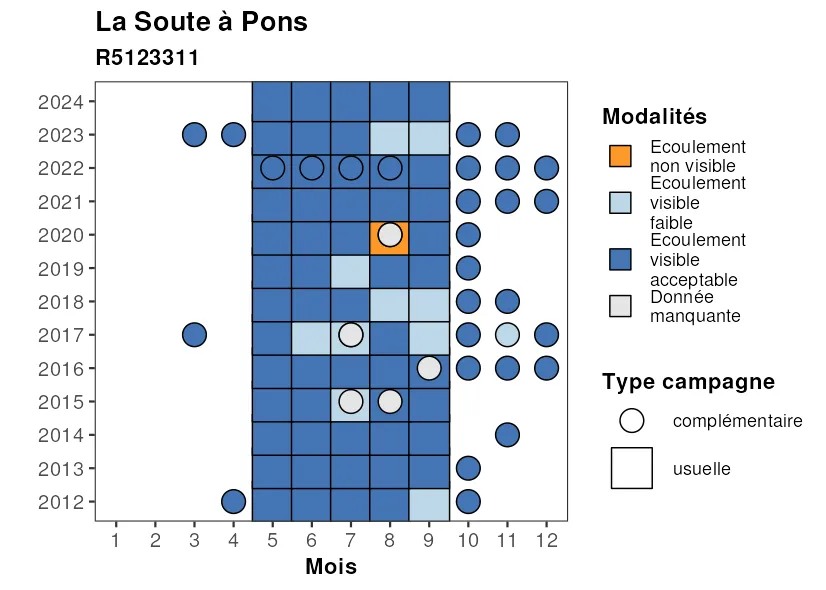 La Soute à Pons
R5123311
2024
2023
2022
2021
2020
2019
2018
2017
2016
2015
2014
2013
2012
1 2 3 4 5 6 7 8 9 10 11 12
Mois
Modalités
Ecoulement
non visible
Ecoulement
visible
faible
Ecoulement
visible
acceptable
Donnée
manquante
Type campagne
complémentaire
usuelle